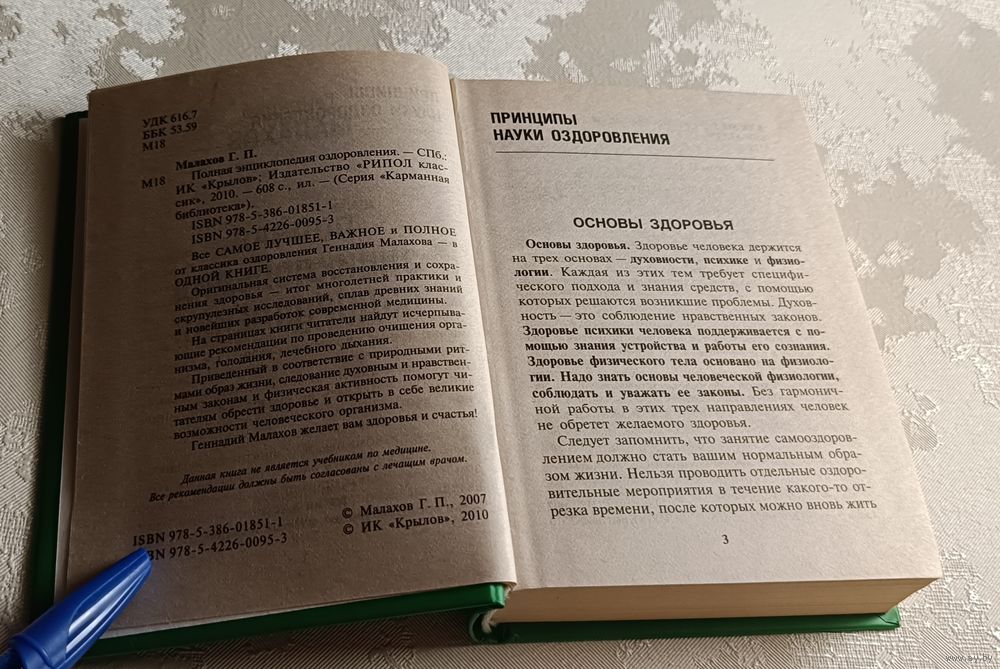 УДК 616.7
ББК 53.59
М18
Малахов Г. П.
М18 Полная энциклопедия оздоровления. — СПб.:
ИК «Крылов»; Издательство «РИПОЛ клас-
сик», 2010. — 608 с., ил. — (Серия «Карманная
библиотека»).
ISBN 978-5-386-01851-1
ISBN 978-5-4226-0095-3
Все САМОЕ ЛУЧШЕЕ, ВАЖНОЕ и ПОЛНОЕ
от классика оздоровления Геннадия Малахова — в
ОДНОЙ КНИГЕ.
Оригинальная система восстановления и сохра-
нения здоровья — итог многолетней практики и
скрупулезных исследований, сплав древних знаний
и новейших разработок современной медицины.
На страницах книги читатели найдут исчерпыва-
ющие рекомендации по проведению очищения орга-
низма, голодания, лечебного дыхания.
Приведенный в соответствие с природными рит-
мами образ жизни, следование духовным и нравствен-
ным законам и физическая активность помогут чи-
тателям обрести здоровье и открыть в себе великие
возможности человеческого организма.
Геннадий Малахов желает вам здоровья и счастья!
Данная книга не является учебником по медицине.
Все рекомендации должны быть согласованы с лечащим врачом.
© Малахов Г. П., 2007
© ИК «Крылов», 2010
ISBN 978-5-386-01851-1
978-5-4226-0095-3
ПРИНЦИПЫ
НАУКИ ОЗДОРОВЛЕНИЯ
ОСНОВЫ ЗДОРОВЬЯ
Основы здоровья. Здоровье человека держится
на трех основах — духовности, психике и физио-
логии. Каждая из этих тем требует специфи-
ческого подхода и знания средств, с помощью
которых решаются возникшие проблемы. Духов-
ность — это соблюдение нравственных законов.
Здоровье психики человека поддерживается с по-
мощью знания устройства и работы его сознания.
Здоровье физического тела основано на физиоло-
гии. Надо знать основы человеческой физиологии,
соблюдать и уважать ее законы. Без гармонич-
ной работы в этих трех направлениях человек
не обретет желаемого здоровья.
Следует запомнить, что занятие самооздоров-
лением должно стать вашим нормальным обра-
зом жизни. Нельзя проводить отдельные оздоро-
вительные мероприятия в течение какого-то от-
резка времени, после которых можно вновь жить
3